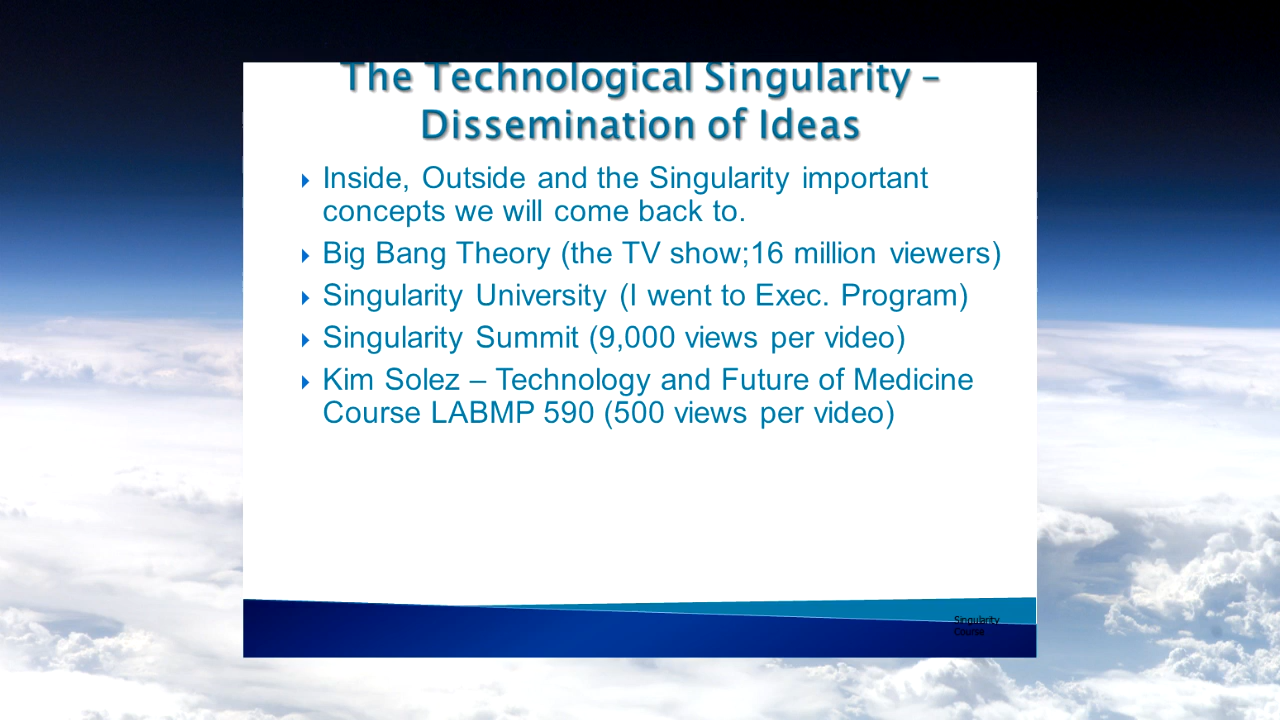 The Technological Singularity –
Dissemination of Ideas
Inside, Outside and the Singularity important
concepts we will come back to.
Big Bang Theory (the TV show;16 million viewers)
Singularity University (I went to Exec. Program)
Singularity Summit (9,000 views per video)
Kim Solez – Technology and Future of Medicine
Course LABMP 590 (500 views per video)
Singularity
Course